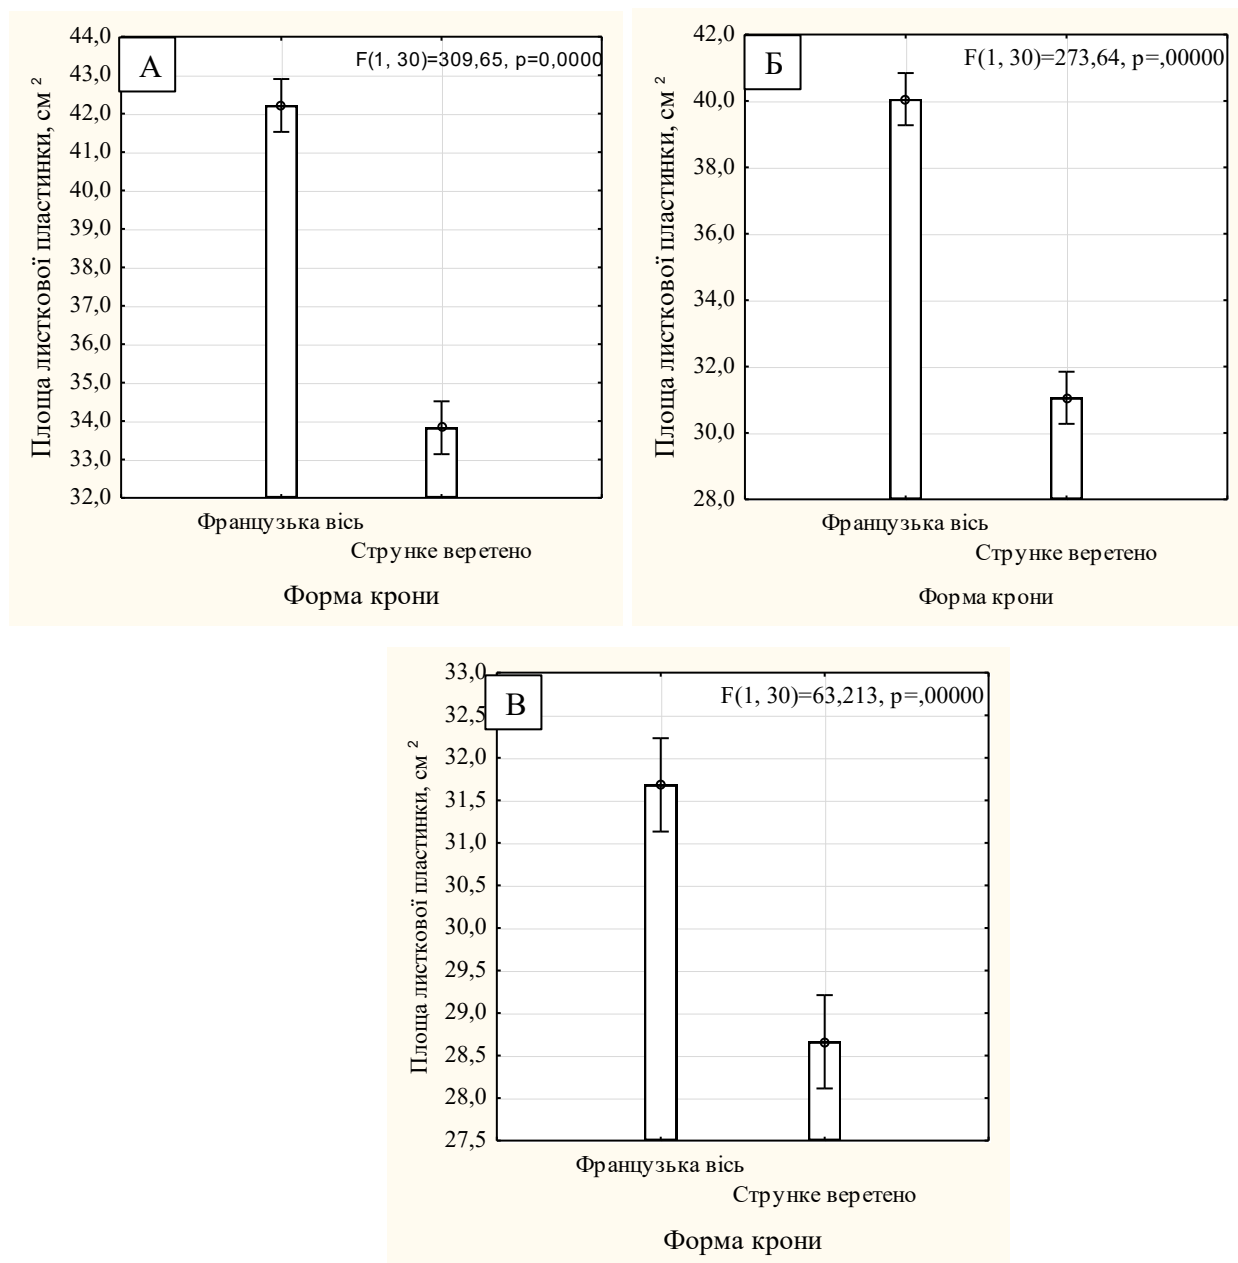 А
F(1, 30)=309,65, p=0,0000
Площа листкової пластинки, см 2
44,0
43,0
42,0
41,0
40,0
39,0
38,0
37,0
36,0
35,0
34,0
33,0
32,0
Французька вісь
Струнке веретено
Форма крони
Б
F(1, 30)=273,64, p=,00000
Площа листкової пластинки, см 2
42,0
40,0
38,0
36,0
34,0
32,0
30,0
28,0
Французька вісь
Струнке веретено
Форма крони
В
F(1, 30)=63,213, p=,00000
Площа листкової пластинки, см 2
33,0
32,5
32,0
31,5
31,0
30,5
30,0
29,5
29,0
28,5
28,0
27,5
Французька вісь
Струнке веретено
Форма крони